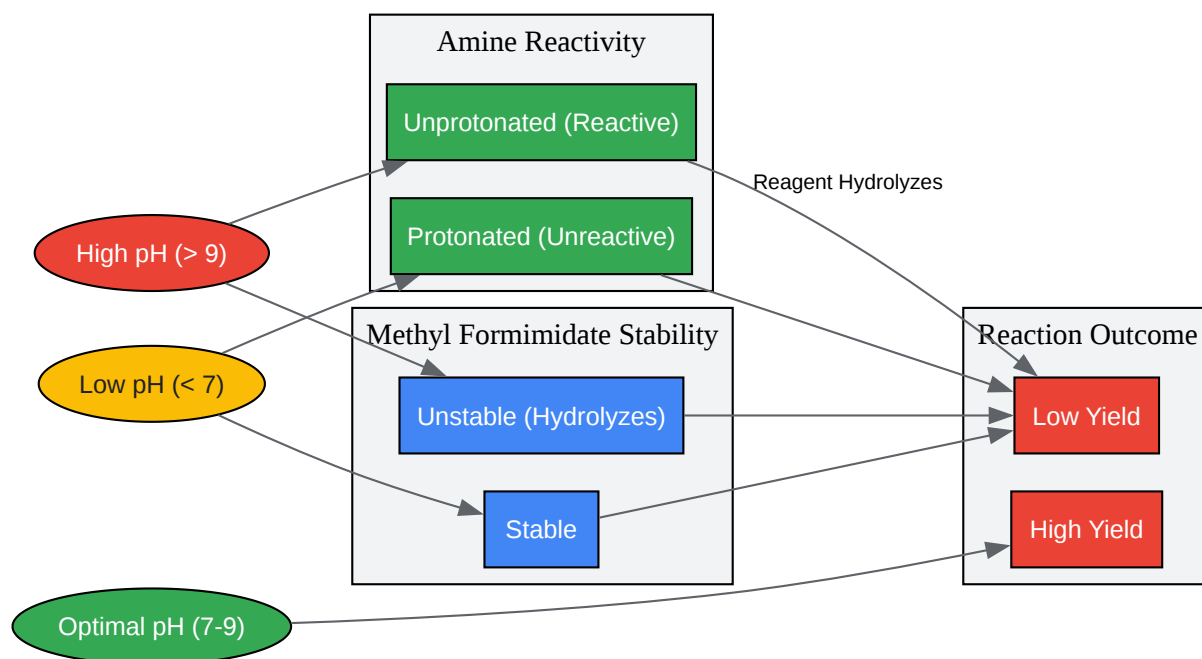 Amine Reactivity
Unprotonated (Reactive)
Reagent Hydrolyzes
Protonated (Unreactive)
High pH (> 9)
Methyl Formimidate Stability
Reaction Outcome
Low pH (< 7)
Unstable (Hydrolyzes)
Low Yield
Stable
High Yield
Optimal pH (7-9)